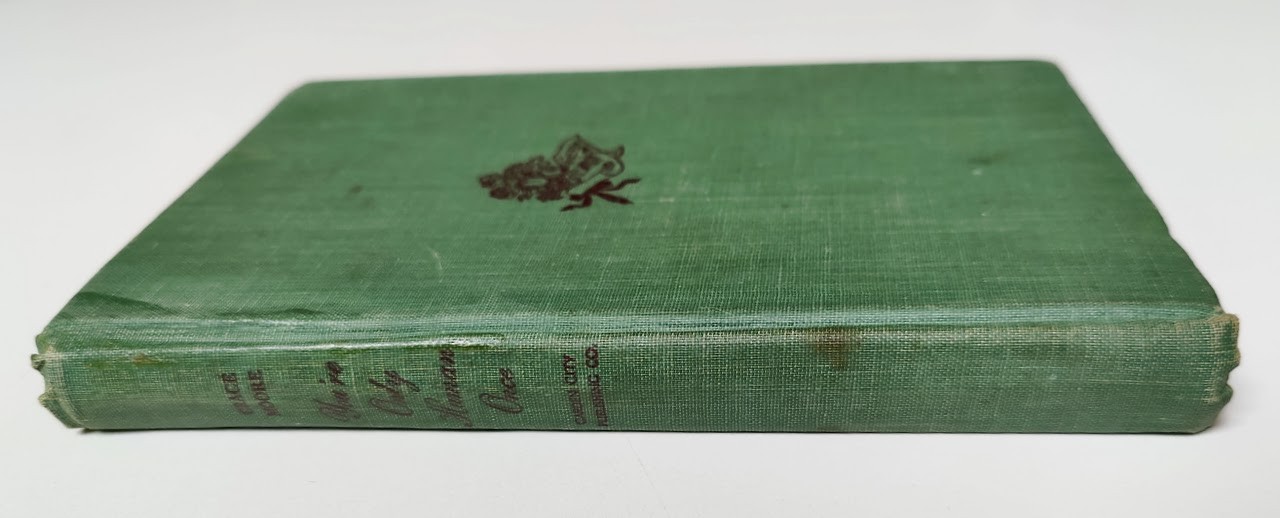 GRACE
MOORE
You're
Only
Human
Once
GARDEN CITY
PUBLISHING CO.